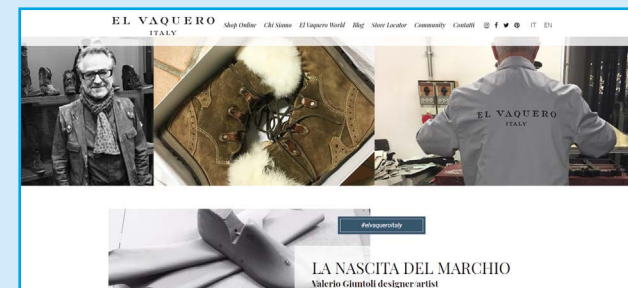 EL VAQUERO
ITALY
Shop Online Chi Siamo El Vaquero World Blog Store Locator Community Contatti IT EN
EL VAQUERO
ITALY
#elvaqueroitaly
LA NASCITA DEL MARCHIO
Valerio Giuntoli designer/artist